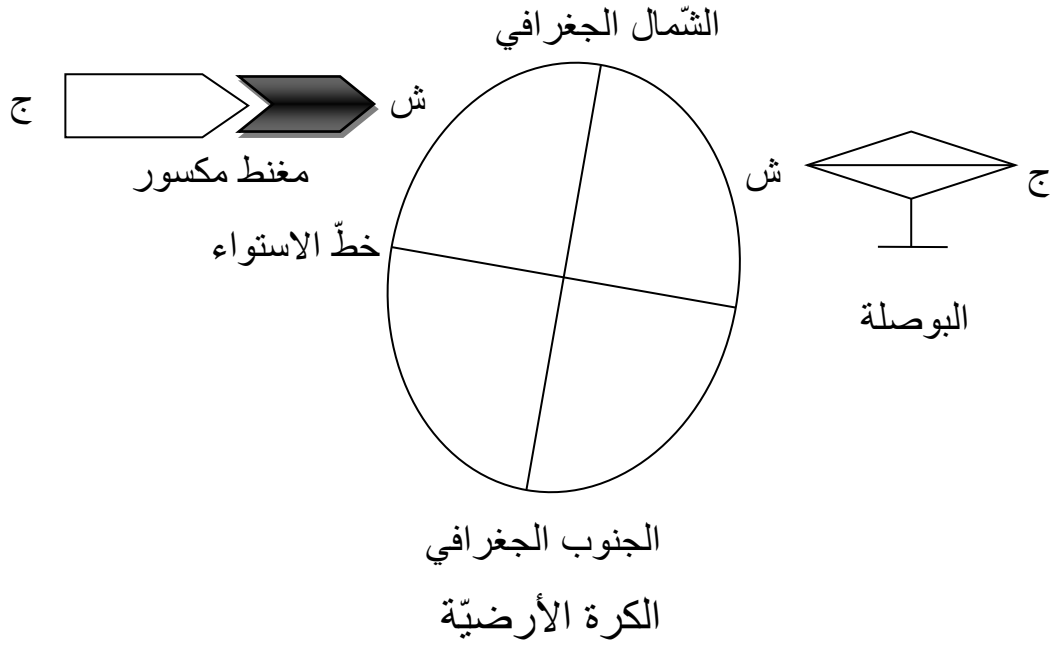 الشّمال الجغرافي
ش
ج
مغنط مكسور
ش
ج
خطّ الاستواء
البوصلة
الجنوب الجغرافي
الكرة الأرضيّة